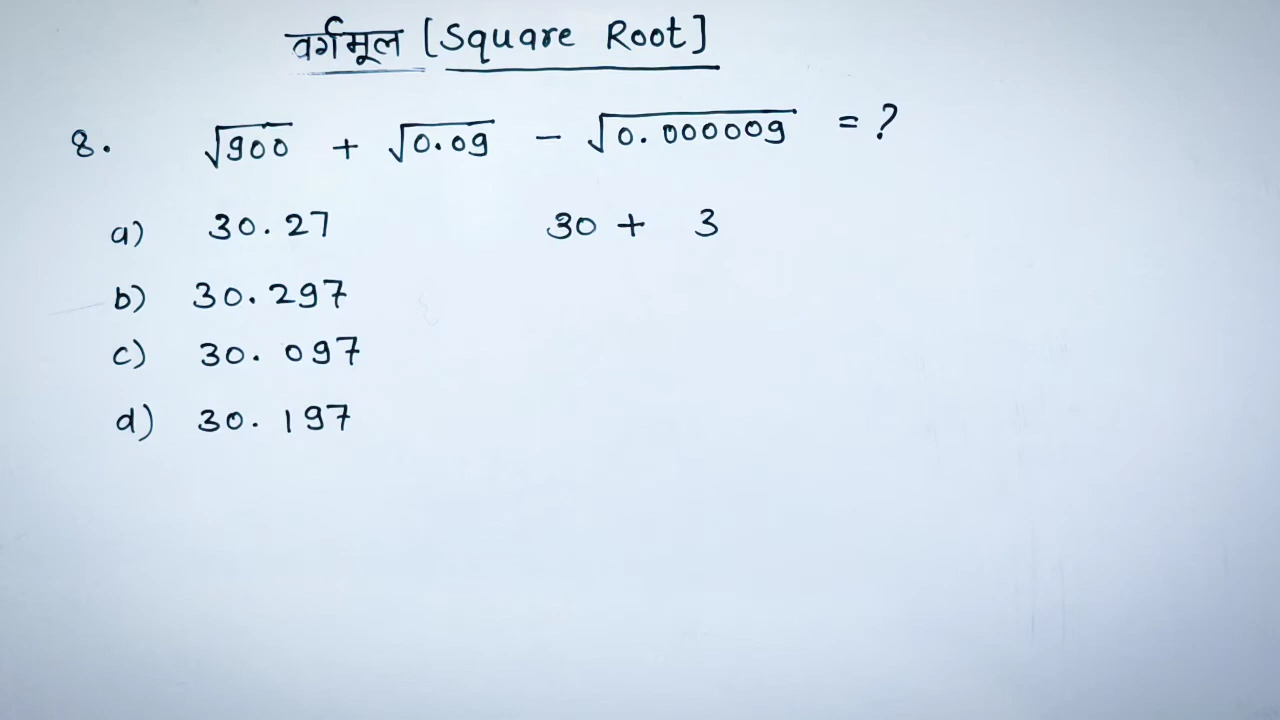 वर्गमूल [Square Root]
8. √900 + √0.09 - √0.000009 = ?
a) 30.27 30 + 3
b) 30.297
c) 30.097
d) 30.197